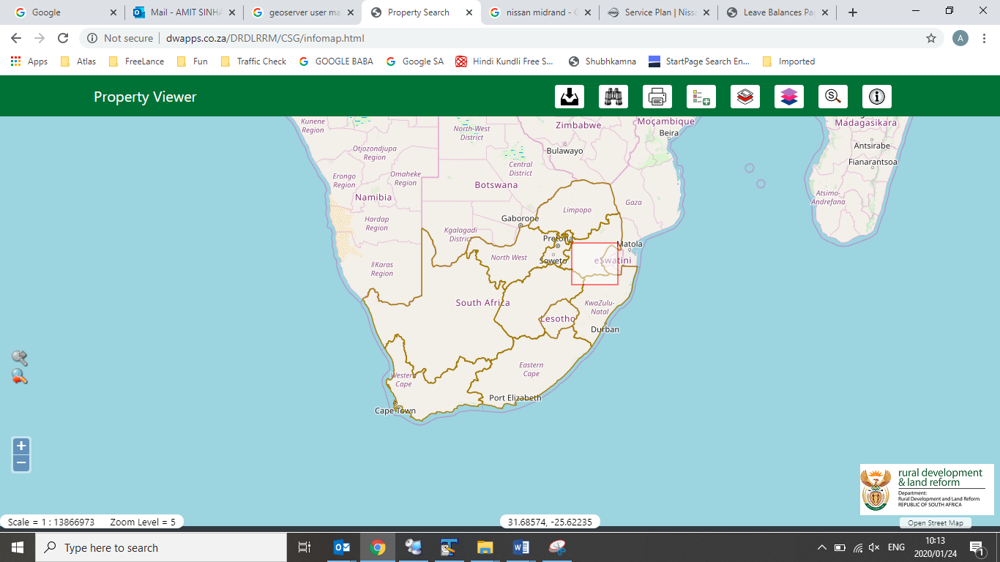 Google
Mail - AMIT SINHA
geoserver user ma
Property Search
nissan midrand - G
Service Plan | Nissa
Leave Balances Pag
Not secure | dwapps.co.za/DRDLRRM/CSG/infomap.html
A
Apps
Atlas
FreeLance
Fun
Traffic Check
GOOGLE BABA
Google SA
Hindi Kundli Free S...
Shubhkamna
StartPage Search En...
Imported
Property Viewer
S
Kunene
Region
North-West
District
Zimbabwe
Moçambique
Beira
Madagasikara
Otjozondjupa
Region
Bulawayo
Antsirabe
Fianarantsoa
Erongo
Region
Omaheke
Region
Central
District
Botswana
Namibia
Limpopo
Gaza
Atsimo-
Andrefana
Hardap
Region
Gaborone
Kgalagadi
District
Pretoria
Matola
North West
Soweto
eSwatini
ǁKaras
Region
South Africa
KwaZulu-
Natal
Lesotho
Durban
Eastern
Cape
Western
Cape
Port Elizabeth
Cape Town
+
−
rural development
& land reform
Department:
Rural Development and Land Reform
REPUBLIC OF SOUTH AFRICA
Scale = 1 : 13866973
Zoom Level = 5
31.68574, -25.62235
Open Street Map
Type here to search
ENG
10:13
2020/01/24
1